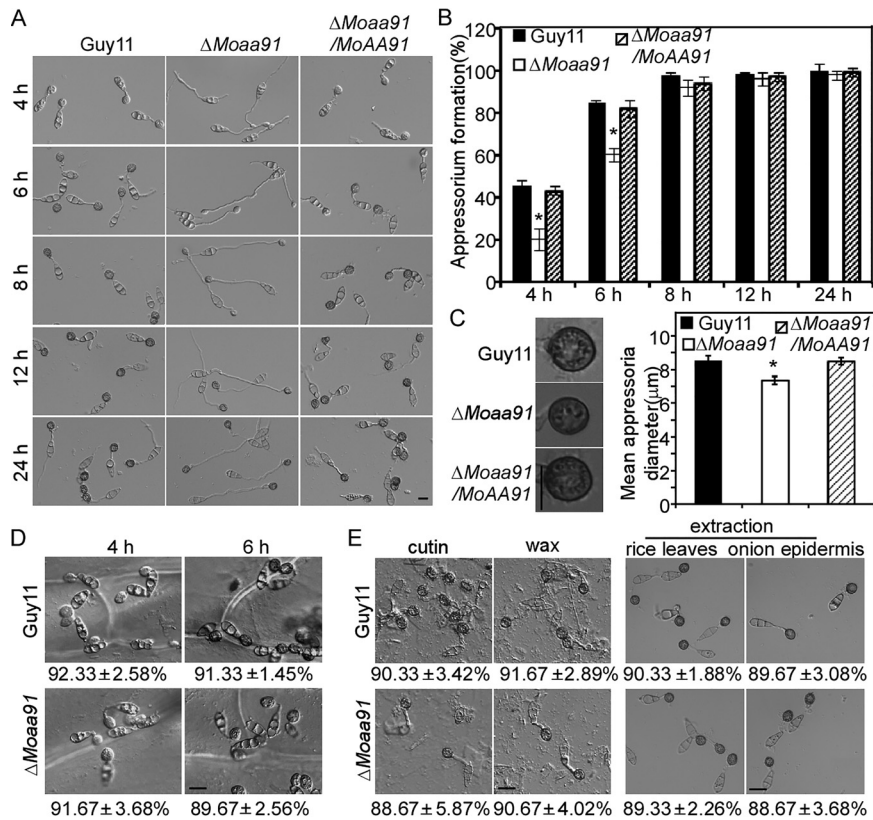 A
Guy11
ΔMoaa91
ΔMoaa91
/MoAA91
4 h
6 h
8 h
12 h
24 h
B
Guy11
ΔMoaa91
ΔMoaa91
/MoAA91
Appressorium formation(%)
120
100
80
60
40
20
0
*
*
4 h
6 h
8 h
12 h
24 h
C
Guy11
ΔMoaa91
ΔMoaa91
/MoAA91
Guy11
ΔMoaa91
ΔMoaa91
/MoAA91
Mean appressoria
diameter(μm)
10
8
6
4
2
0
*
D
4 h
6 h
Guy11
92.33±2.58%
91.33±1.45%
ΔMoaa91
91.67±3.68%
89.67±2.56%
E
cutin
wax
extraction
rice leaves
onion epidermis
Guy11
90.33±3.42%
91.67±2.89%
90.33±1.88%
89.67±3.08%
ΔMoaa91
88.67±5.87%
90.67±4.02%
89.33±2.26%
88.67±3.68%